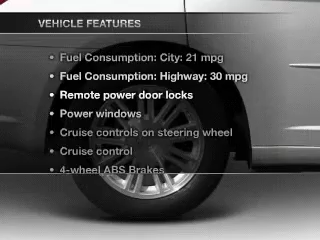 VEHICLE FEATURES
• Fuel Consumption: City: 21 mpg
• Fuel Consumption: Highway: 30 mpg
• Remote power door locks
• Power windows
• Cruise controls on steering wheel
• Cruise control
• 4-wheel ABS Brakes